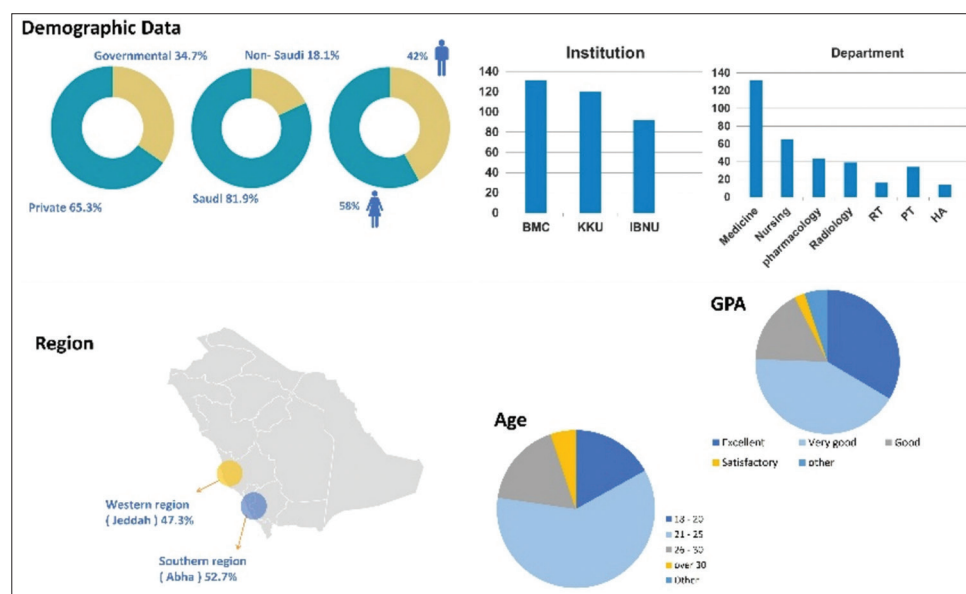 Demographic Data
Governmental 34.7%
Non- Saudi 18.1%
42%
Private 65.3%
Saudi 81.9%
58%
Institution
140
120
100
80
60
40
20
0
BMC
KKU
IBNU
Department
140
120
100
80
60
40
20
0
Medicine
Nursing
pharmacology
Radiology
RT
PT
HA
Region
Western region
( Jeddah ) 47.3%
Southern region
( Abha ) 52.7%
Age
18 - 20
21 - 25
26 - 30
over 30
Other
GPA
Excellent
Very good
Good
Satisfactory
other